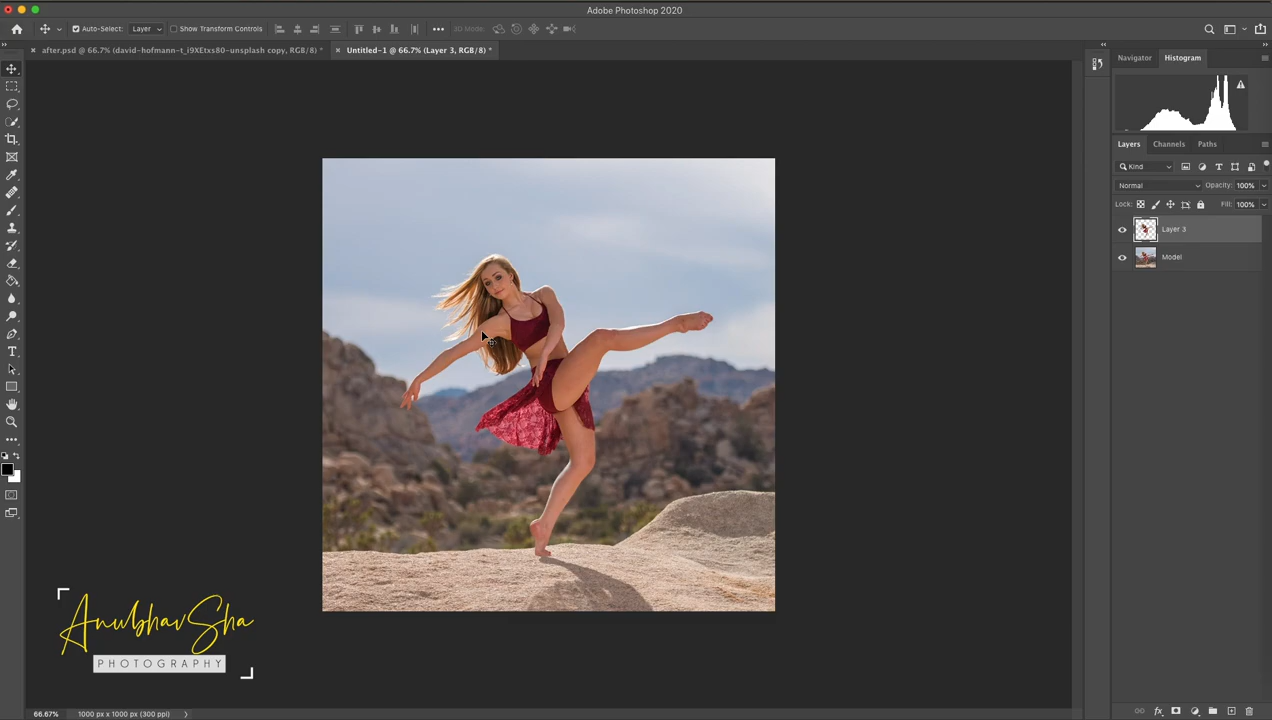 Adobe Photoshop 2020
Auto-Select: Layer Show Transform Controls 3D Mode:
after.psd @ 66.7% (david-hofmann-t_i9XEtxs80-unsplash copy, RGB/8) *
Untitled-1 @ 66.7% (Layer 3, RGB/8) *
Navigator Histogram
Layers Channels Paths
Kind
Normal Opacity: 100%
Lock: Fill: 100%
Layer 3
Model
AnubhavSha
PHOTOGRAPHY
66.67% 1000 px x 1000 px (300 ppi)